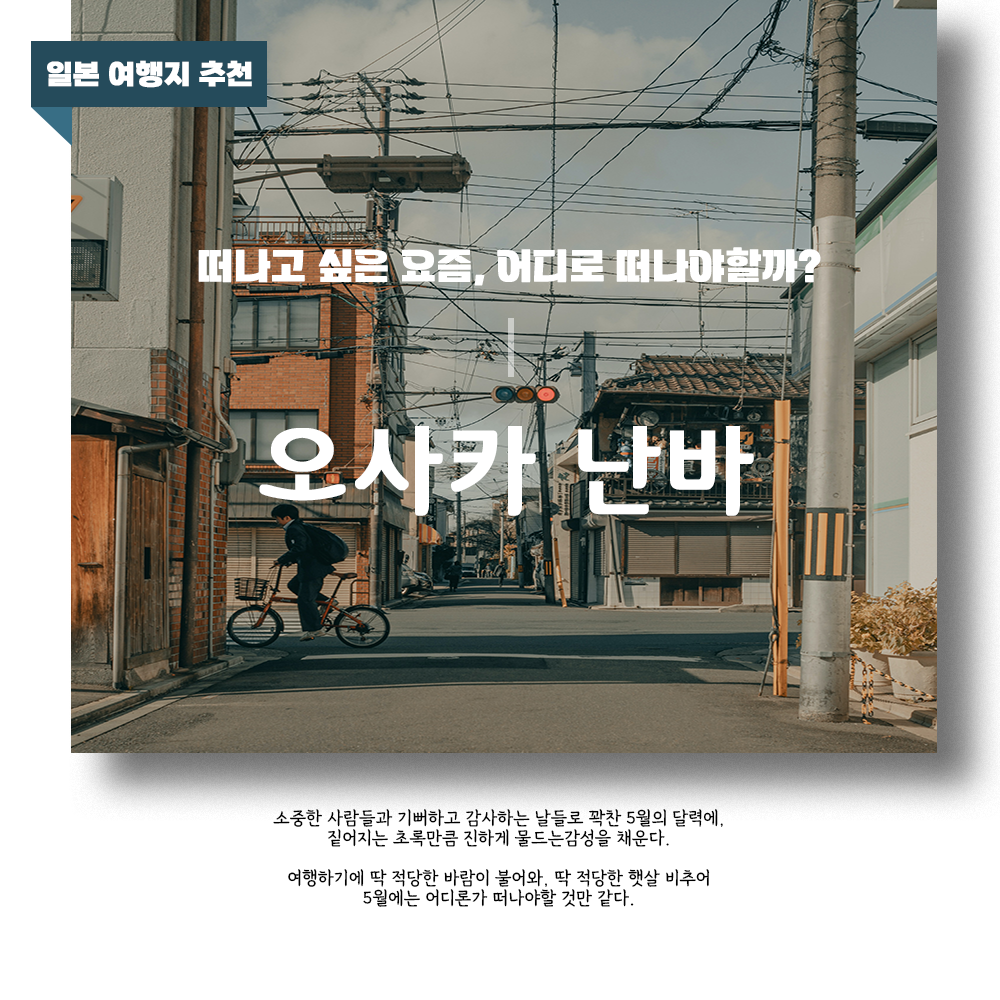 일본 여행지 추천
떠나고 싶은 요즘, 어디로 떠나야할까?
오사카 난바
소중한 사람들과 기뻐하고 감사하는 날들로 꽉찬 5월의 달력에,
짙어지는 초록만큼 진하게 물드는감성을 채운다.
여행하기에 딱 적당한 바람이 불어와, 딱 적당한 햇살 비추어
5월에는 어디론가 떠나야할 것만 같다.